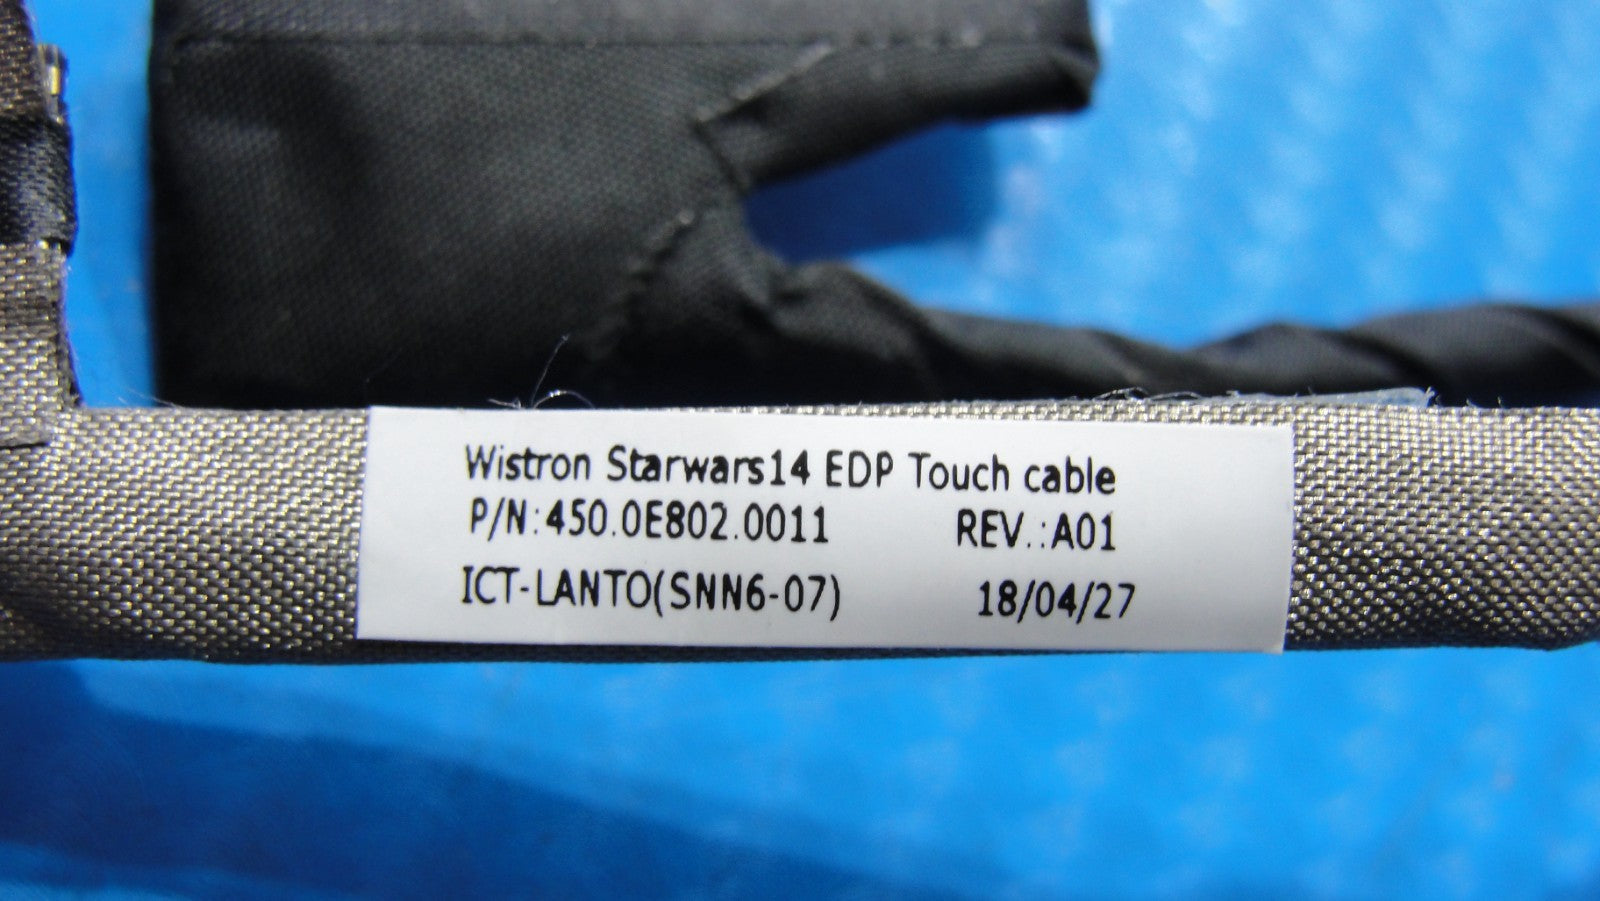 Wistron Starwars14 EDP Touch cable
P/N:450.0E802.0011 REV.:A01
ICT-LANTO(SNN6-07) 18/04/27